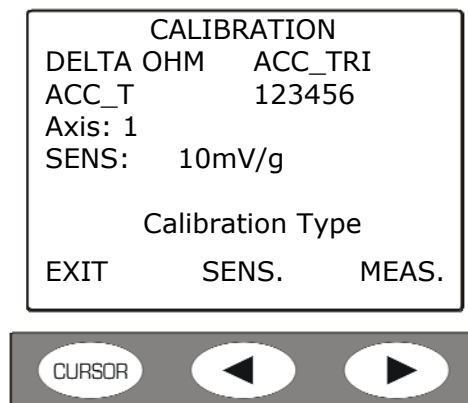 CALIBRATION
DELTA OHM ACC_TRI
ACC_T 123456
Axis: 1
SENS: 10mV/g
Calibration Type
EXIT SENS. MEAS.
CURSOR